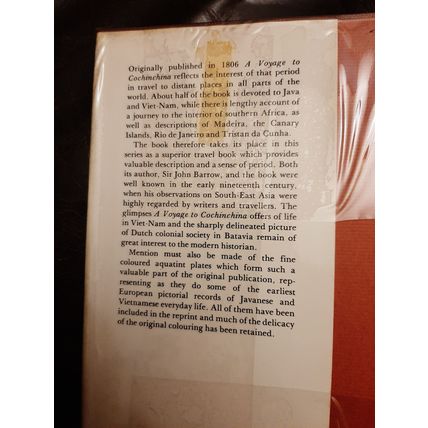 Originally published in 1806 A Voyage to
Cochinchina reflects the interest of that period
in travel to distant places in all parts of the
world. About half of the book is devoted to Java
and Viet-Nam, while there is lengthy account of
a journey to the interior of southern Africa, as
well as descriptions of Madeira, the Canary
Islands, Rio de Janeiro and Tristan da Cunha.
The book therefore takes its place in this
series as a superior travel book which provides
valuable description and a sense of period. Both
its author, Sir John Barrow, and the book were
well known in the early nineteenth century,
when his observations on South-East Asia were
highly regarded by writers and travellers. The
glimpses A Voyage to Cochinchina offers of life
in Viet-Nam and the sharply delineated picture
of Dutch colonial society in Batavia remain of
great interest to the modern historian.
Mention must also be made of the fine
coloured aquatint plates which form such a
valuable part of the original publication, rep-
resenting as they do some of the earliest
European pictorial records of Javanese and
Vietnamese everyday life. All of them have been
included in the reprint and much of the delicacy
of the original colouring has been retained.